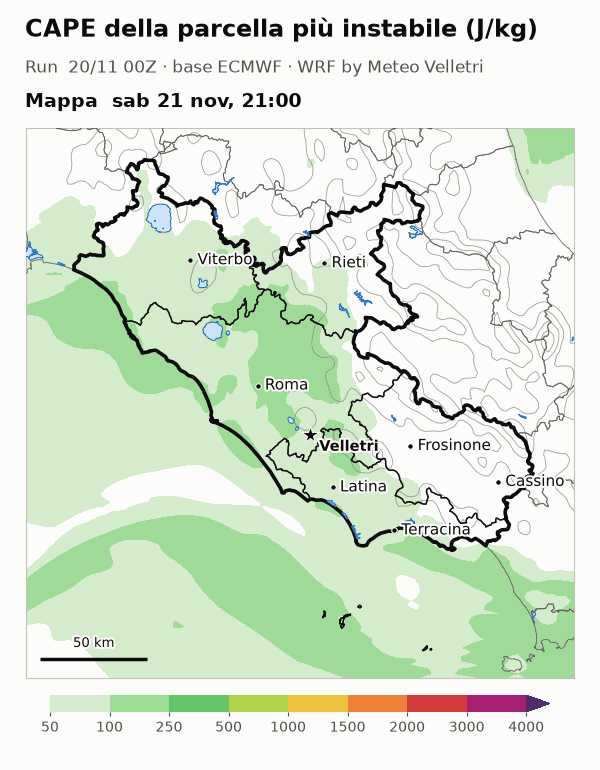 CAPE della parcella più instabile (J/kg)
Run  20/11 00Z · base ECMWF · WRF by Meteo Velletri
Mappa  sab 21 nov, 21:00
Viterbo
Rieti
Roma
Velletri
Frosinone
Cassino
Latina
Terracina
50 km
50 100 250 500 1000 1500 2000 3000 4000